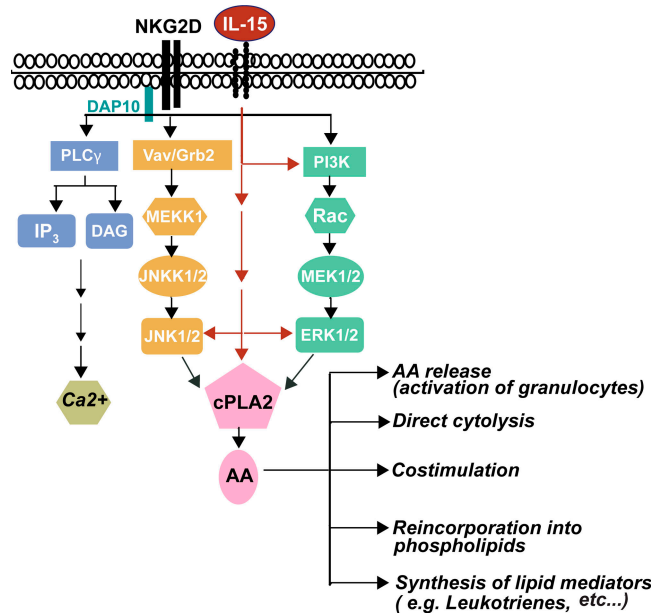 IL-15
NKG2D
DAP10
PLCγ
Vav/Grb2
PI3K
IP3
DAG
MEKK1
Rac
JNKK1/2
MEK1/2
JNK1/2
ERK1/2
Ca2+
cPLA2
AA
AA release
(activation of granulocytes)
Direct cytolysis
Costimulation
Reincorporation into
phospholipids
Synthesis of lipid mediators
( e.g. Leukotrienes, etc...)